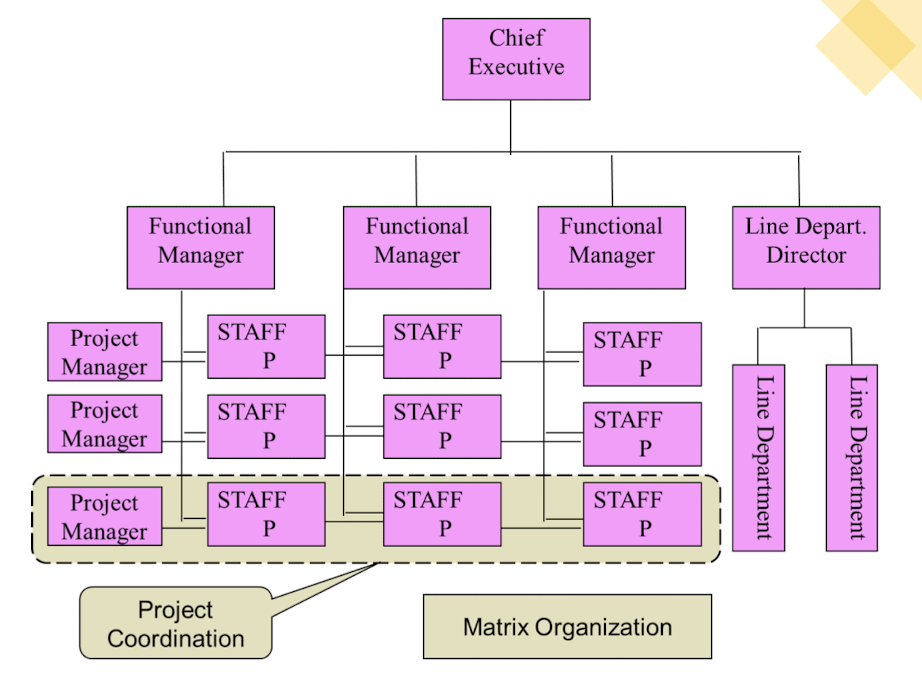 Chief
Executive
Functional
Manager
Functional
Manager
Functional
Manager
Line Depart.
Director
Project
Manager
STAFF
P
STAFF
P
STAFF
P
Project
Manager
STAFF
P
STAFF
P
STAFF
P
Project
Manager
STAFF
P
STAFF
P
STAFF
P
Line Department
Line Department
Project
Coordination
Matrix Organization